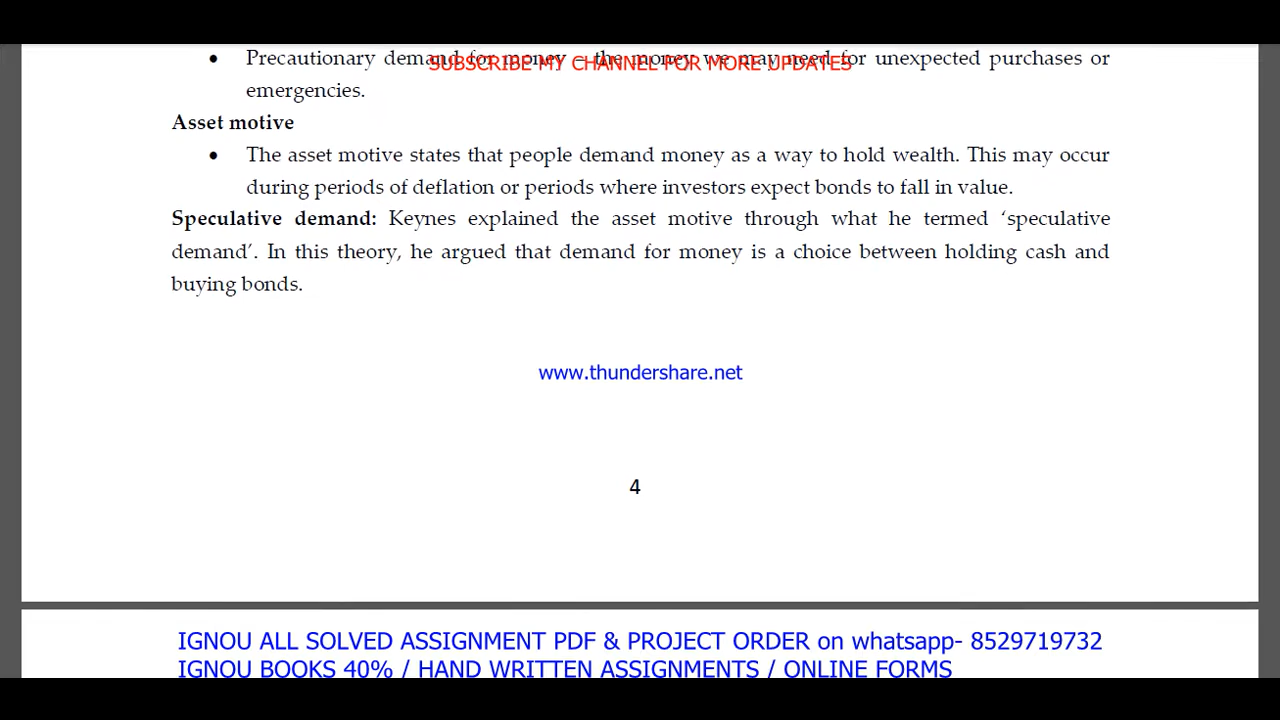 • Precautionary demand for money – the money we may need for unexpected purchases or
SUBSCRIBE MY CHANNEL FOR MORE UPDATES
emergencies.
Asset motive
• The asset motive states that people demand money as a way to hold wealth. This may occur
during periods of deflation or periods where investors expect bonds to fall in value.
Speculative demand: Keynes explained the asset motive through what he termed ‘speculative
demand’. In this theory, he argued that demand for money is a choice between holding cash and
buying bonds.
www.thundershare.net
4
IGNOU ALL SOLVED ASSIGNMENT PDF & PROJECT ORDER on whatsapp- 8529719732
IGNOU BOOKS 40% / HAND WRITTEN ASSIGNMENTS / ONLINE FORMS